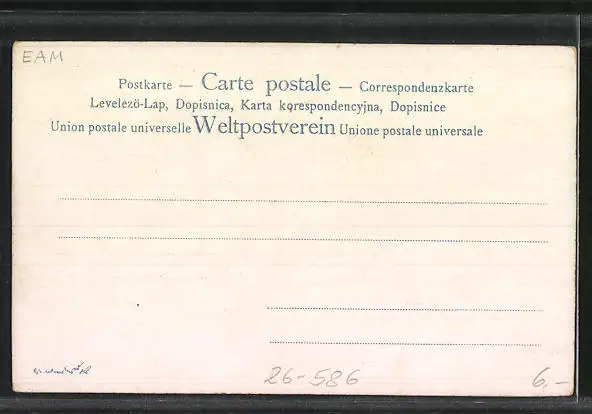 EAM
Postkarte — Carte postale — Correspondenzkarte
Levelező-Lap, Dopisnica, Karta korespondencyjna, Dopisnice
Union postale universelle Weltpostverein Unione postale universale
26-586
6,-